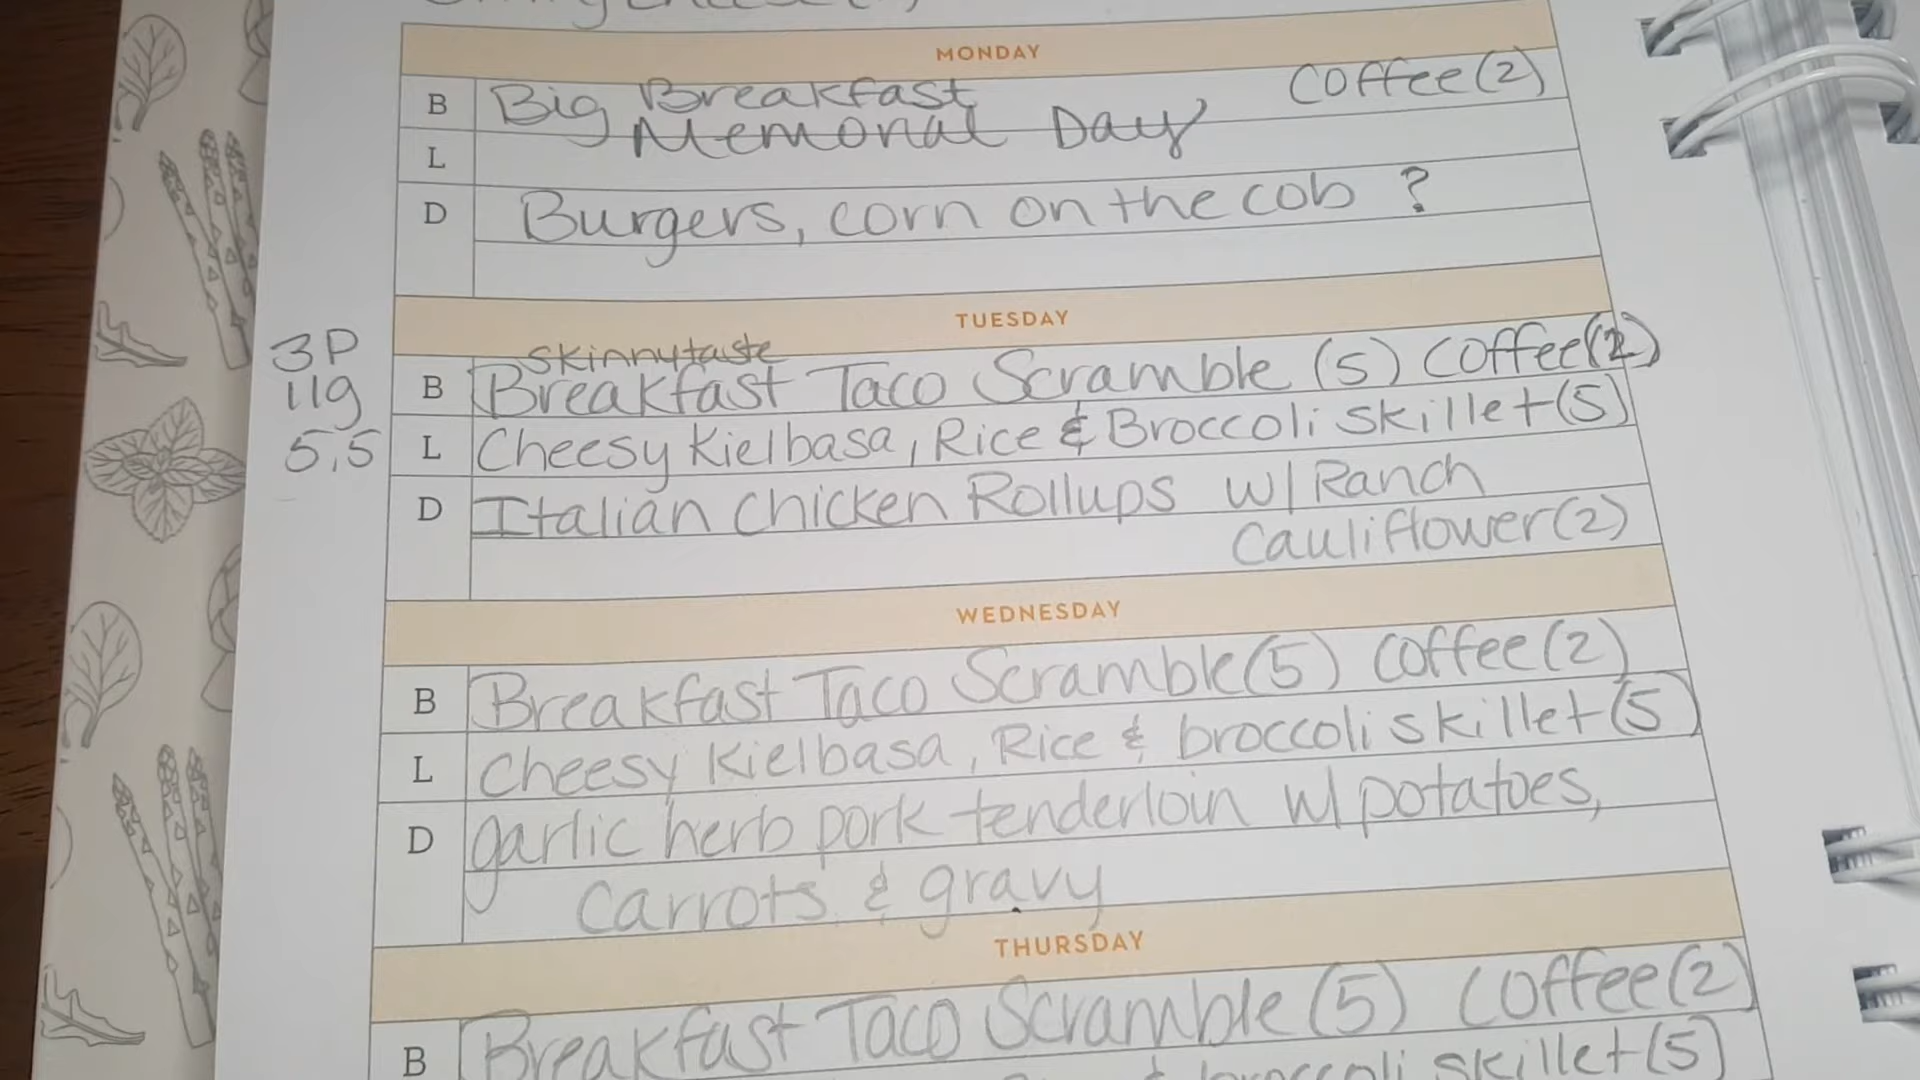 MONDAY
B Big Breakfast Coffee(2)
Memorial Day
L
D Burgers, corn on the cob ?
TUESDAY
3P
skinnytaste
11g
B Breakfast Taco Scramble (5) Coffee(2)
5,5
L Cheesy Kielbasa, Rice & Broccoli skillet(5)
D Italian Chicken Rollups w/ Ranch
Cauliflower(2)
WEDNESDAY
B Breakfast Taco Scramble(5) Coffee(2)
L Cheesy Kielbasa, Rice & broccoli skillet(5)
D garlic herb pork tenderloin w/ potatoes,
Carrots & gravy
THURSDAY
B Breakfast Taco Scramble (5) Coffee(2)
& broccoli skillet(5)